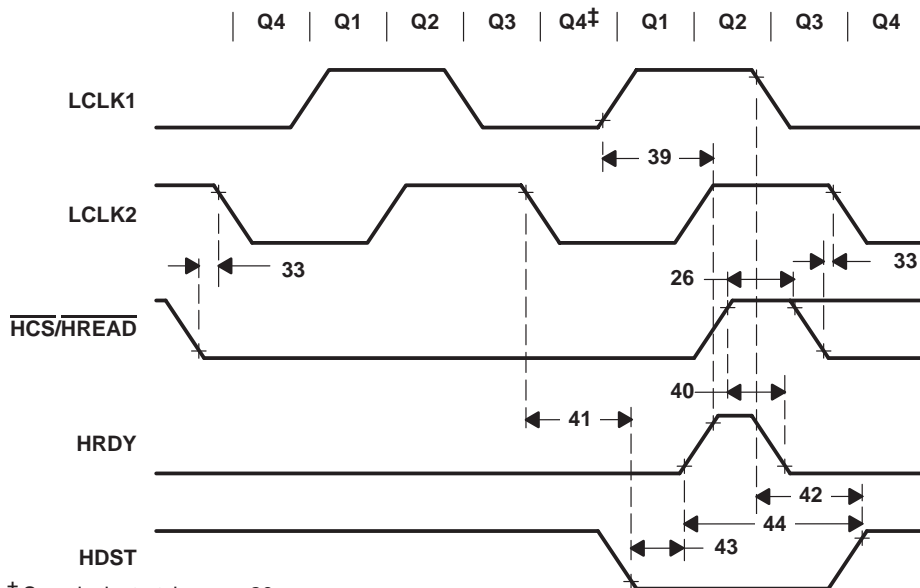 Q4 Q1 Q2 Q3 Q4‡ Q1 Q2 Q3 Q4
LCLK1
39
LCLK2
33
33
26
HCS/HREAD
40
41
HRDY
42
44
43
HDST